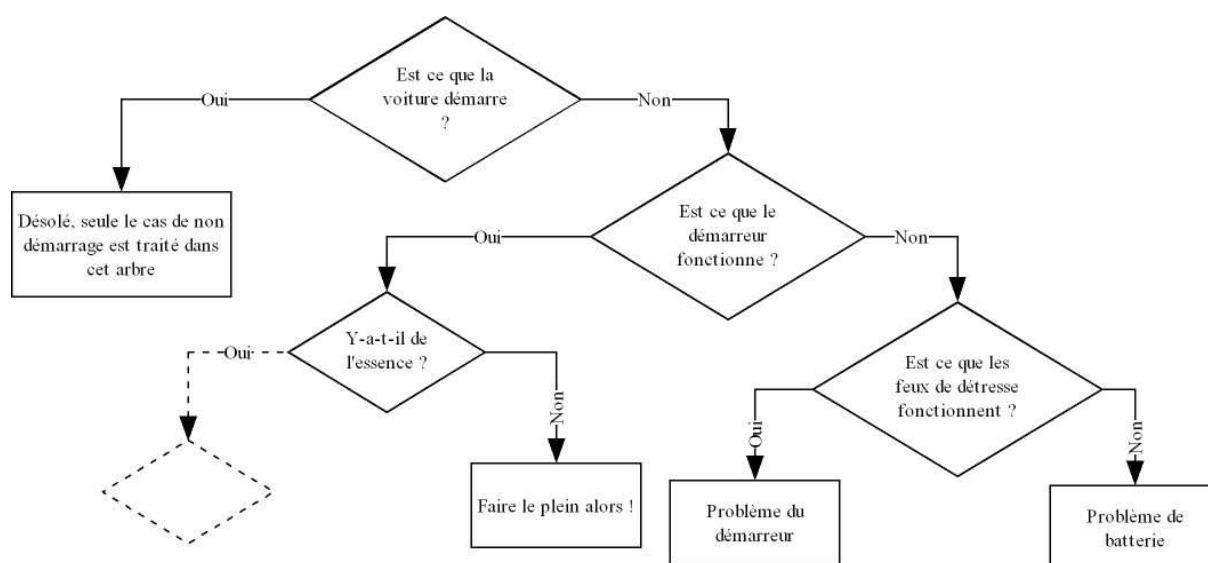 Est ce que la
voiture démarre
?
Oui
Non
Désolé, seule le cas de non
démarrage est traité dans
cet arbre
Est ce que le
démarreur
fonctionne ?
Oui
Non
Y-a-t-il de
l'essence ?
Oui
Non
Est ce que les
feux de détresse
fonctionnent ?
Oui
Non
Faire le plein alors !
Problème du
démarreur
Problème de
batterie